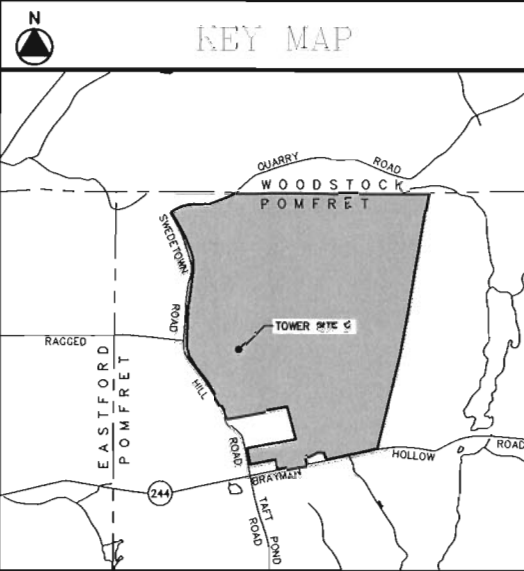 N
KEY MAP
QUARRY ROAD
WOODSTOCK
POMFRET
SWEDETOWN ROAD
TOWER SITE C
RAGGED HILL ROAD
EASTFORD
POMFRET
BRAYMAN HOLLOW ROAD
244
TAFT POND ROAD